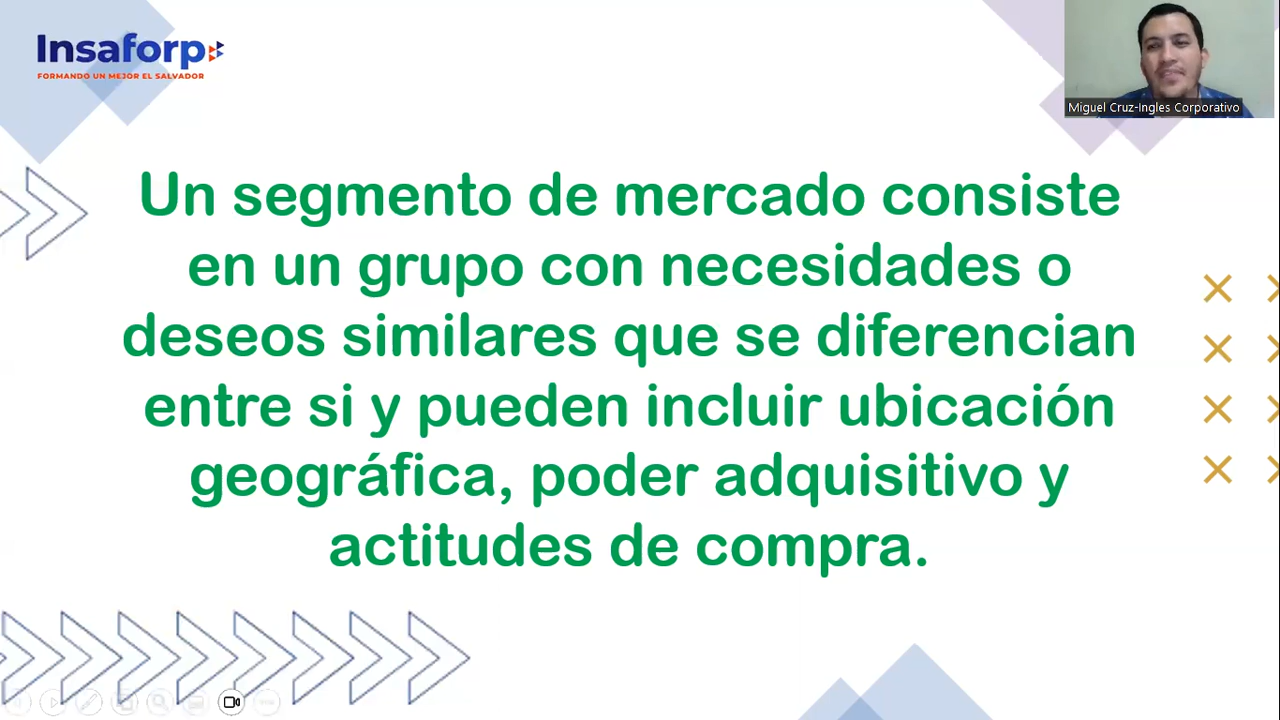 Insaforp
FORMANDO UN MEJOR EL SALVADOR
Miguel Cruz-Ingles Corporativo
Un segmento de mercado consiste
en un grupo con necesidades o
deseos similares que se diferencian
entre si y pueden incluir ubicación
geográfica, poder adquisitivo y
actitudes de compra.